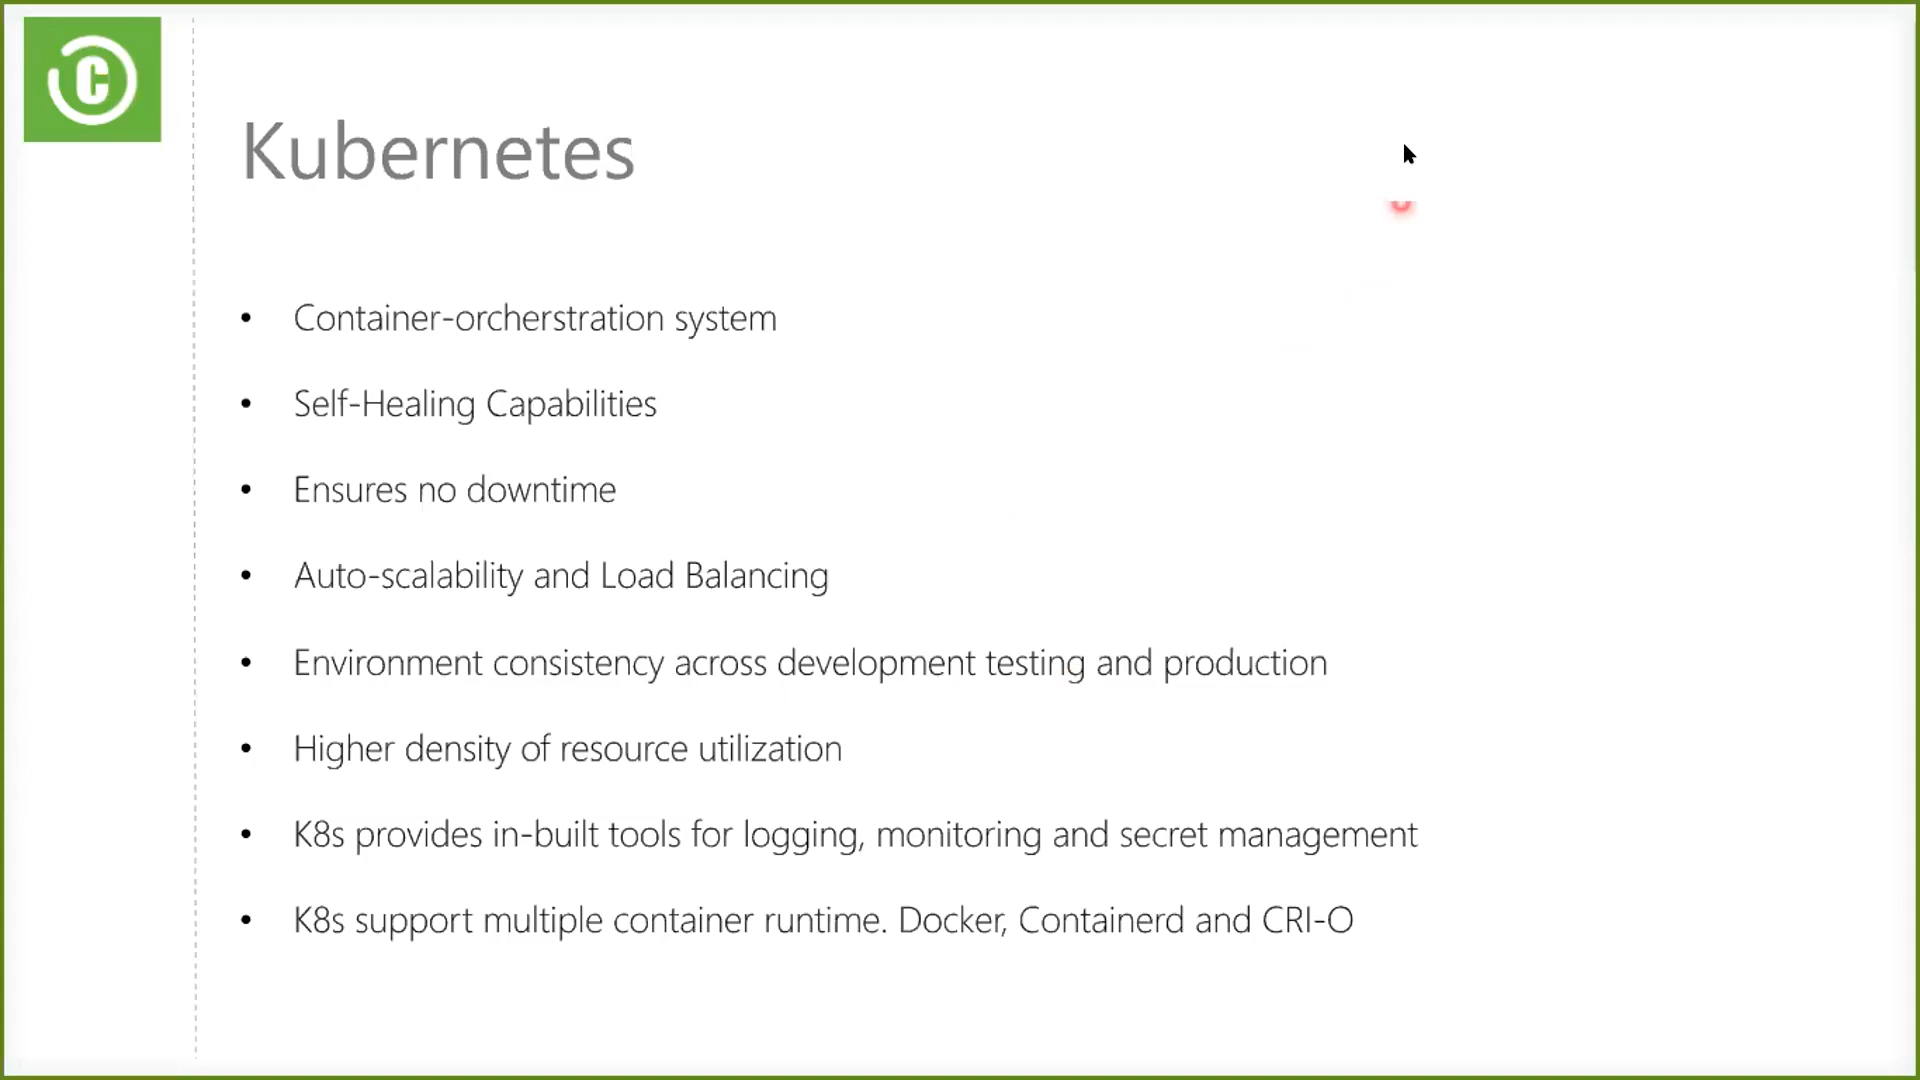 C
Kubernetes
• Container-orcherstration system
• Self-Healing Capabilities
• Ensures no downtime
• Auto-scalability and Load Balancing
• Environment consistency across development testing and production
• Higher density of resource utilization
• K8s provides in-built tools for logging, monitoring and secret management
• K8s support multiple container runtime. Docker, Containerd and CRI-O